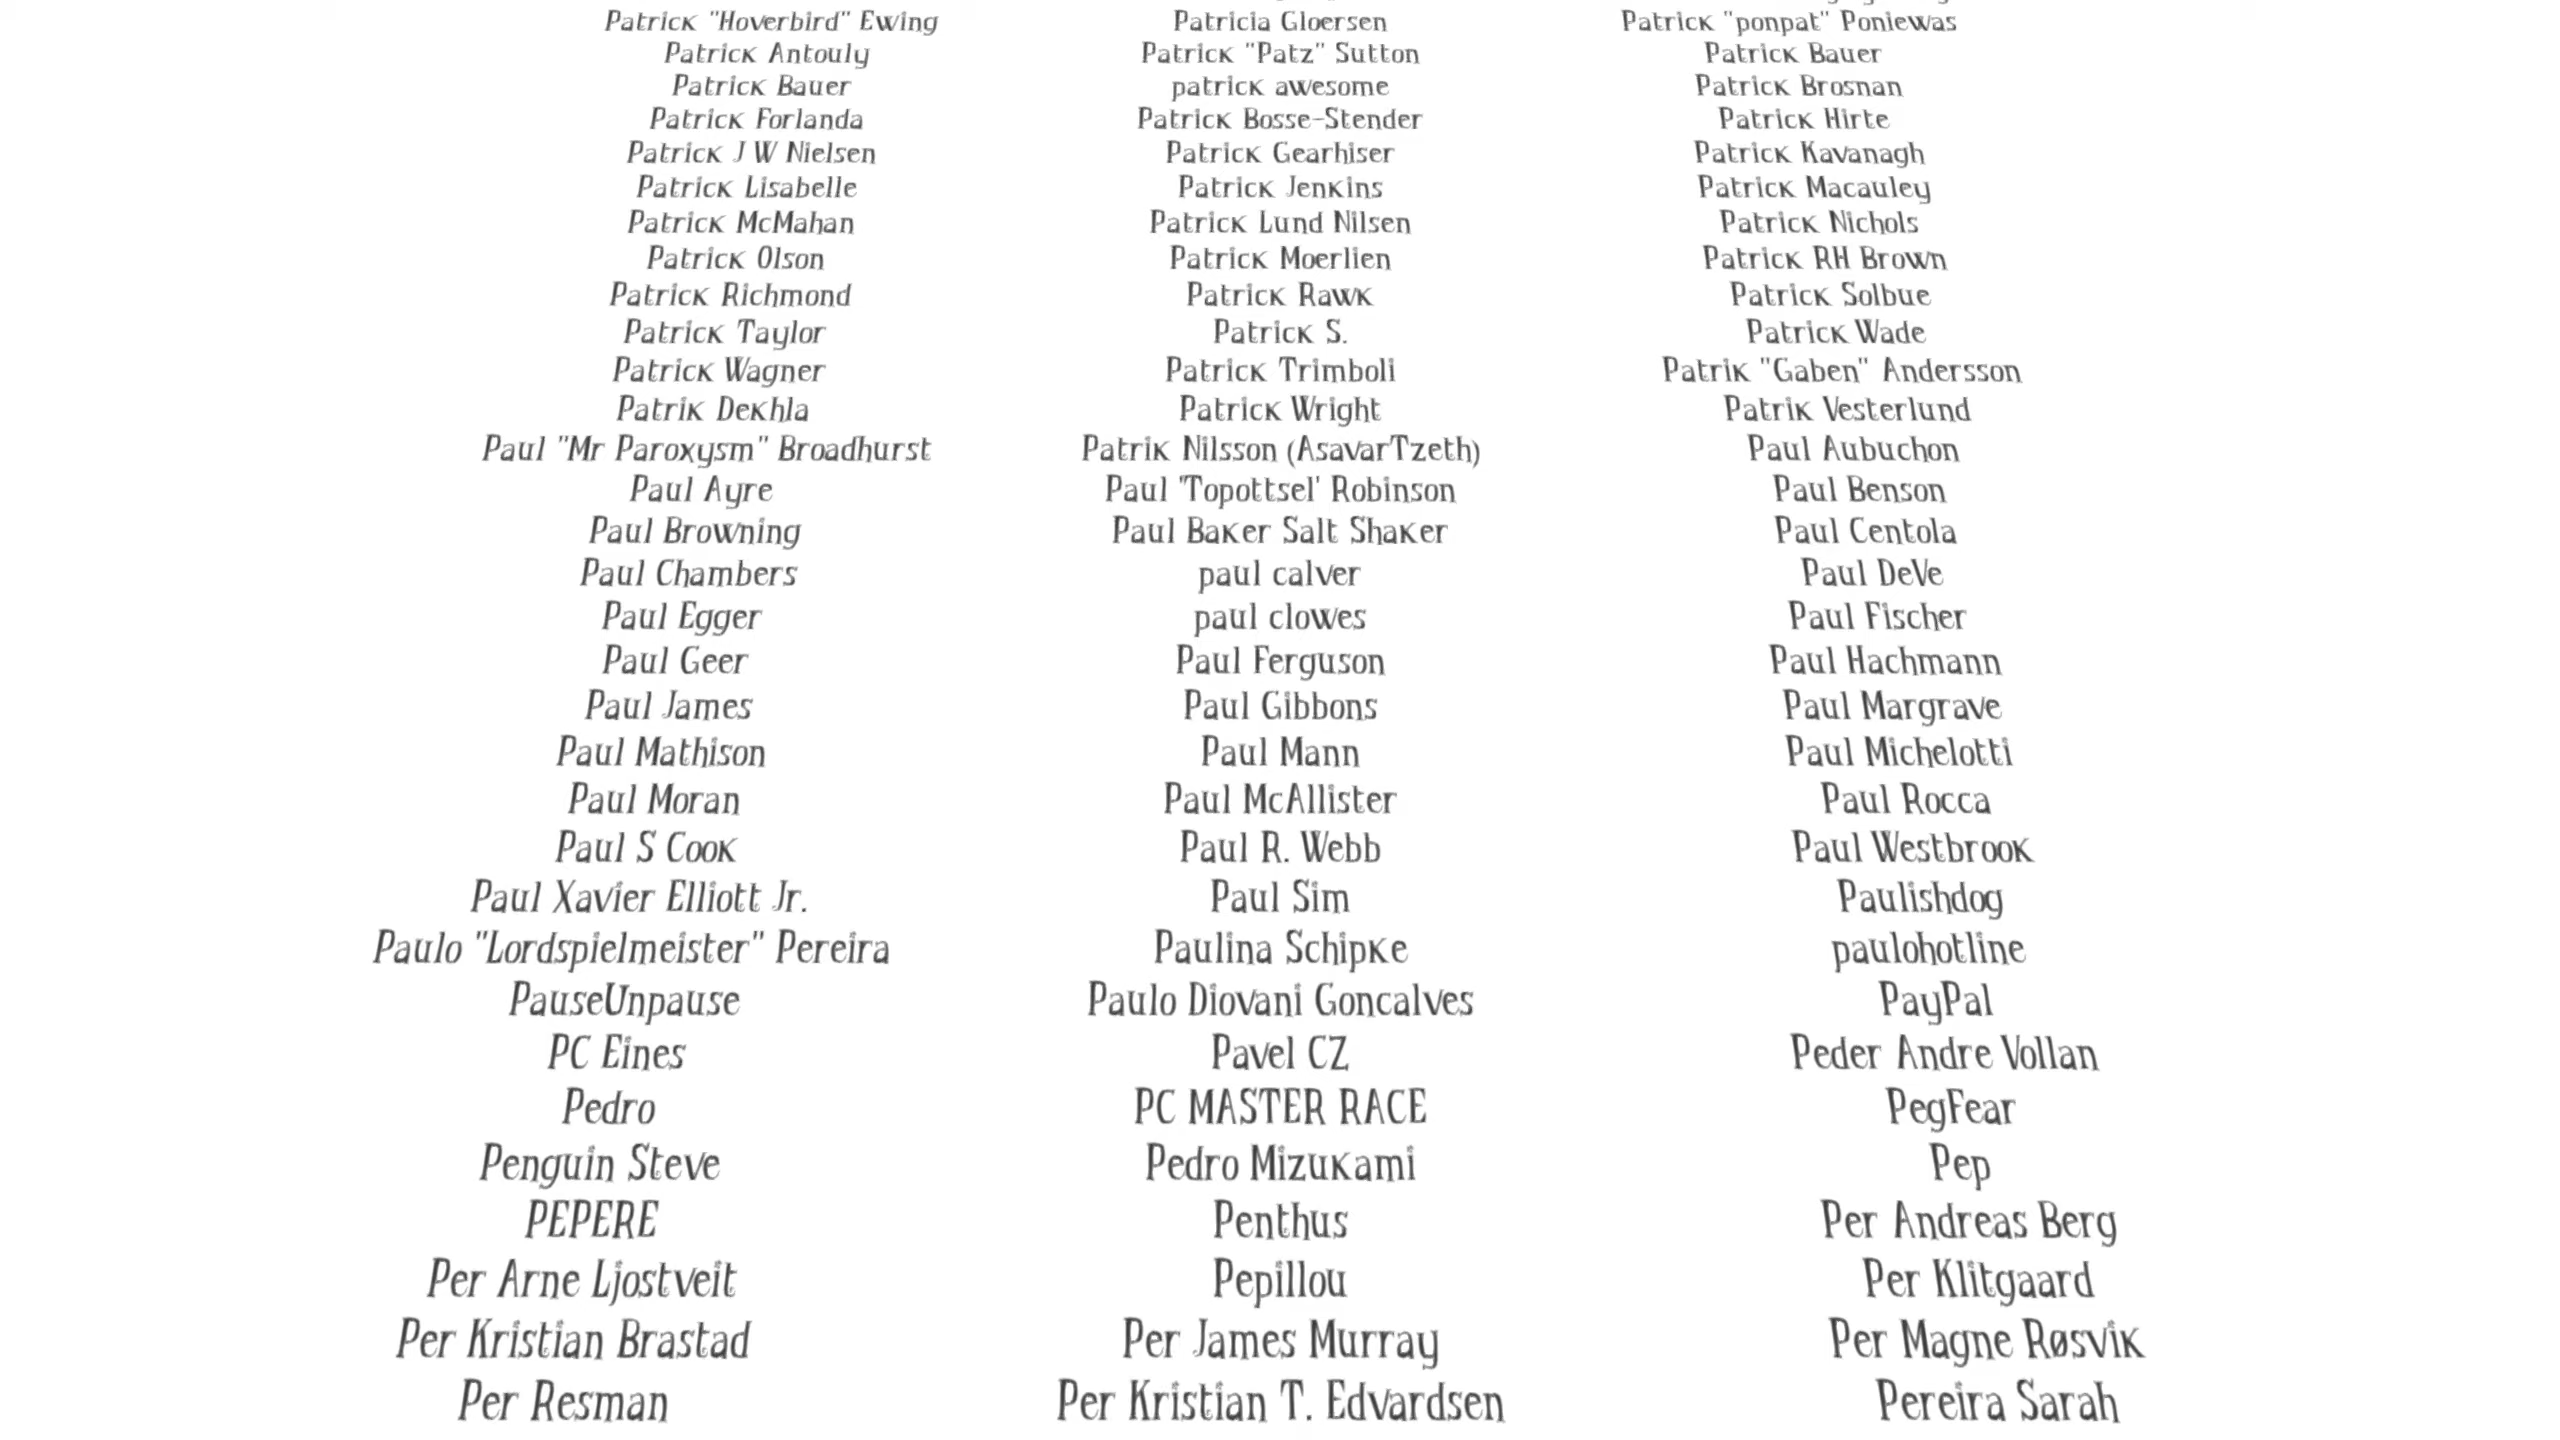 Patrick "Hoverbird" Ewing Patricia Gloersen Patrick "ponpat" Poniewas
Patrick Antouly Patrick "Patz" Sutton Patrick Bauer
Patrick Bauer patrick awesome Patrick Brosnan
Patrick Forlanda Patrick Bosse-Stender Patrick Hirte
Patrick J W Nielsen Patrick Gearhiser Patrick Kavanagh
Patrick Lisabelle Patrick Jenkins Patrick Macauley
Patrick McMahan Patrick Lund Nilsen Patrick Nichols
Patrick Olson Patrick Moerlien Patrick RH Brown
Patrick Richmond Patrick Rawk Patrick Solbue
Patrick Taylor Patrick S. Patrick Wade
Patrick Wagner Patrick Trimboli Patrik "Gaben" Andersson
Patrik Dekhla Patrick Wright Patrik Vesterlund
Paul "Mr Paroxysm" Broadhurst Patrik Nilsson (AsavarTzeth) Paul Aubuchon
Paul Ayre Paul 'Topottsel' Robinson Paul Benson
Paul Browning Paul Baker Salt Shaker Paul Centola
Paul Chambers paul calver Paul DeVe
Paul Egger paul clowes Paul Fischer
Paul Geer Paul Ferguson Paul Hachmann
Paul James Paul Gibbons Paul Margrave
Paul Mathison Paul Mann Paul Michelotti
Paul Moran Paul McAllister Paul Rocca
Paul S Cook Paul R. Webb Paul Westbrook
Paul Xavier Elliott Jr. Paul Sim Paulishdog
Paulo "Lordspielmeister" Pereira Paulina Schipke paulohotline
PauseUnpause Paulo Diovani Goncalves PayPal
PC Eines Pavel CZ Peder Andre Vollan
Pedro PC MASTER RACE PegFear
Penguin Steve Pedro Mizukami Pep
PEPERE Penthus Per Andreas Berg
Per Arne Ljostveit Pepillou Per Klitgaard
Per Kristian Brastad Per James Murray Per Magne Røsvik
Per Resman Per Kristian T. Edvardsen Pereira Sarah